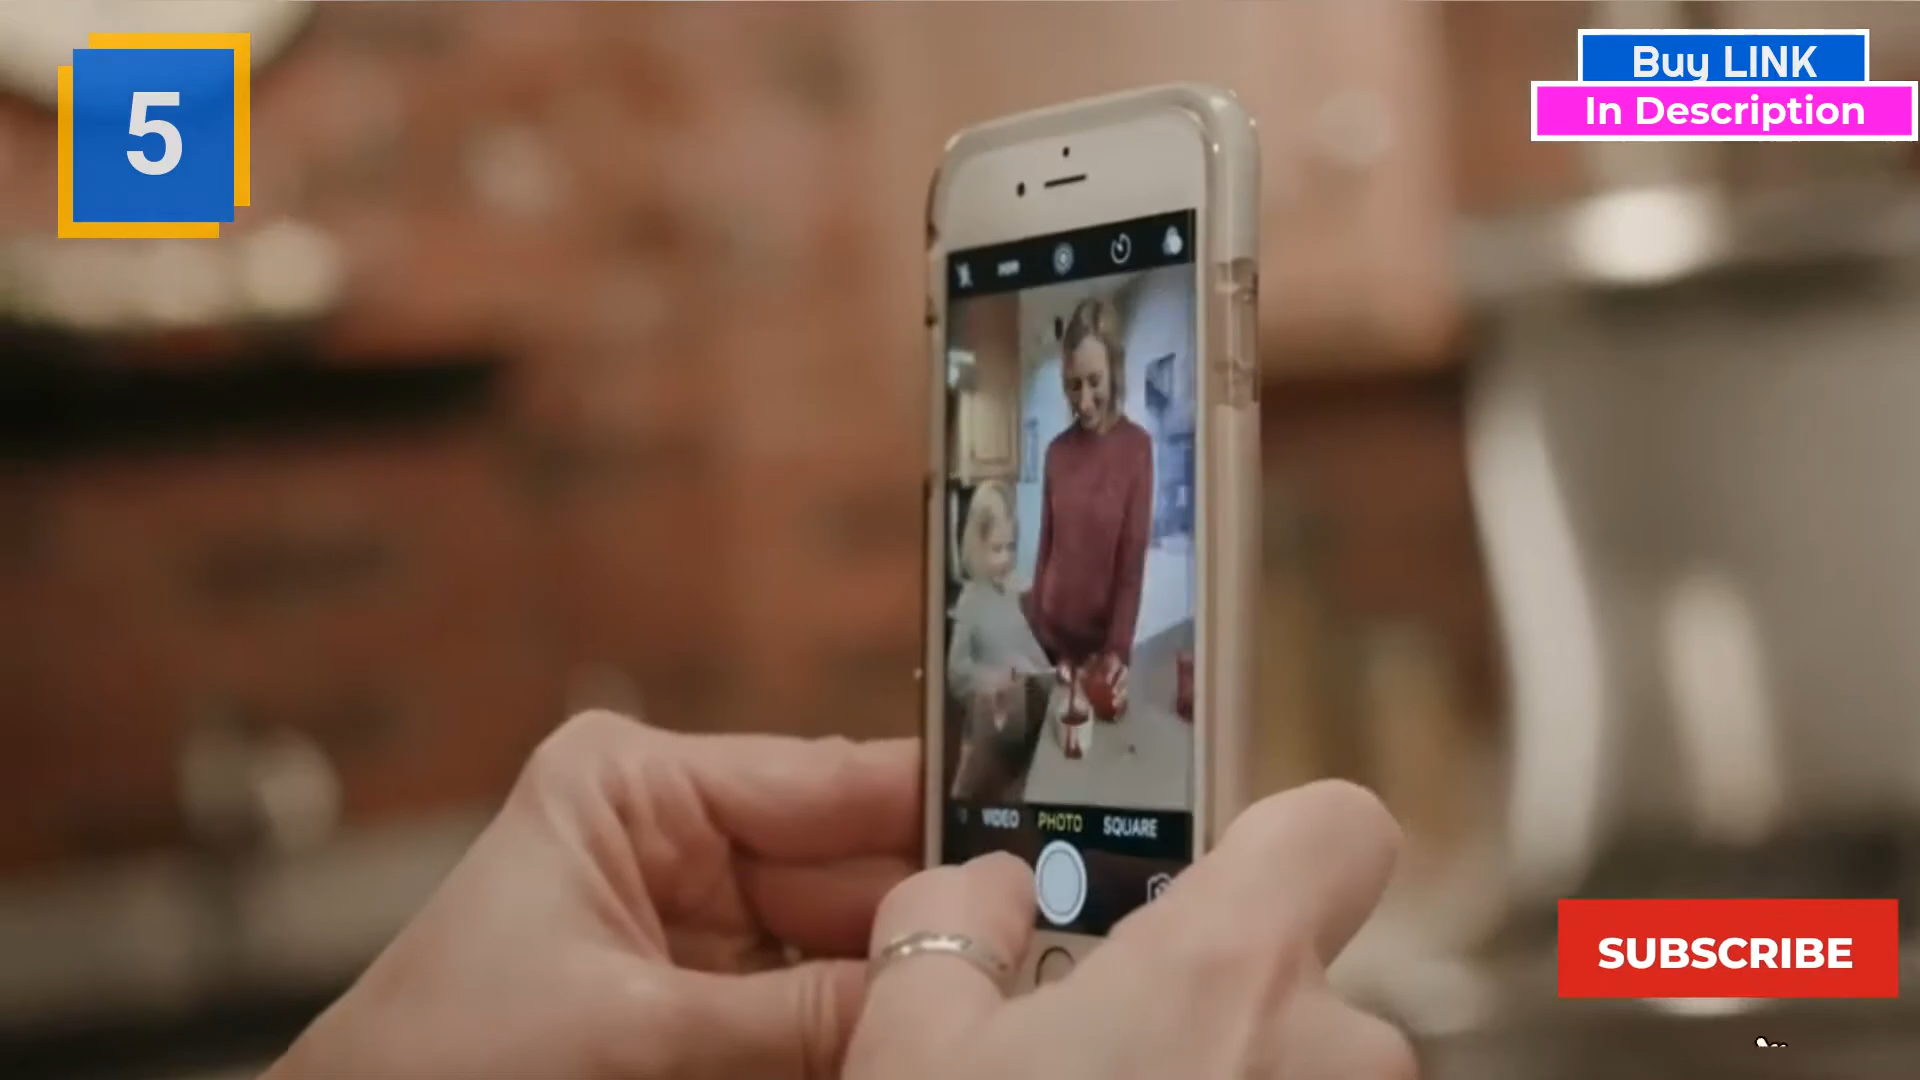 5
Buy LINK
In Description
VIDEO PHOTO SQUARE
SUBSCRIBE